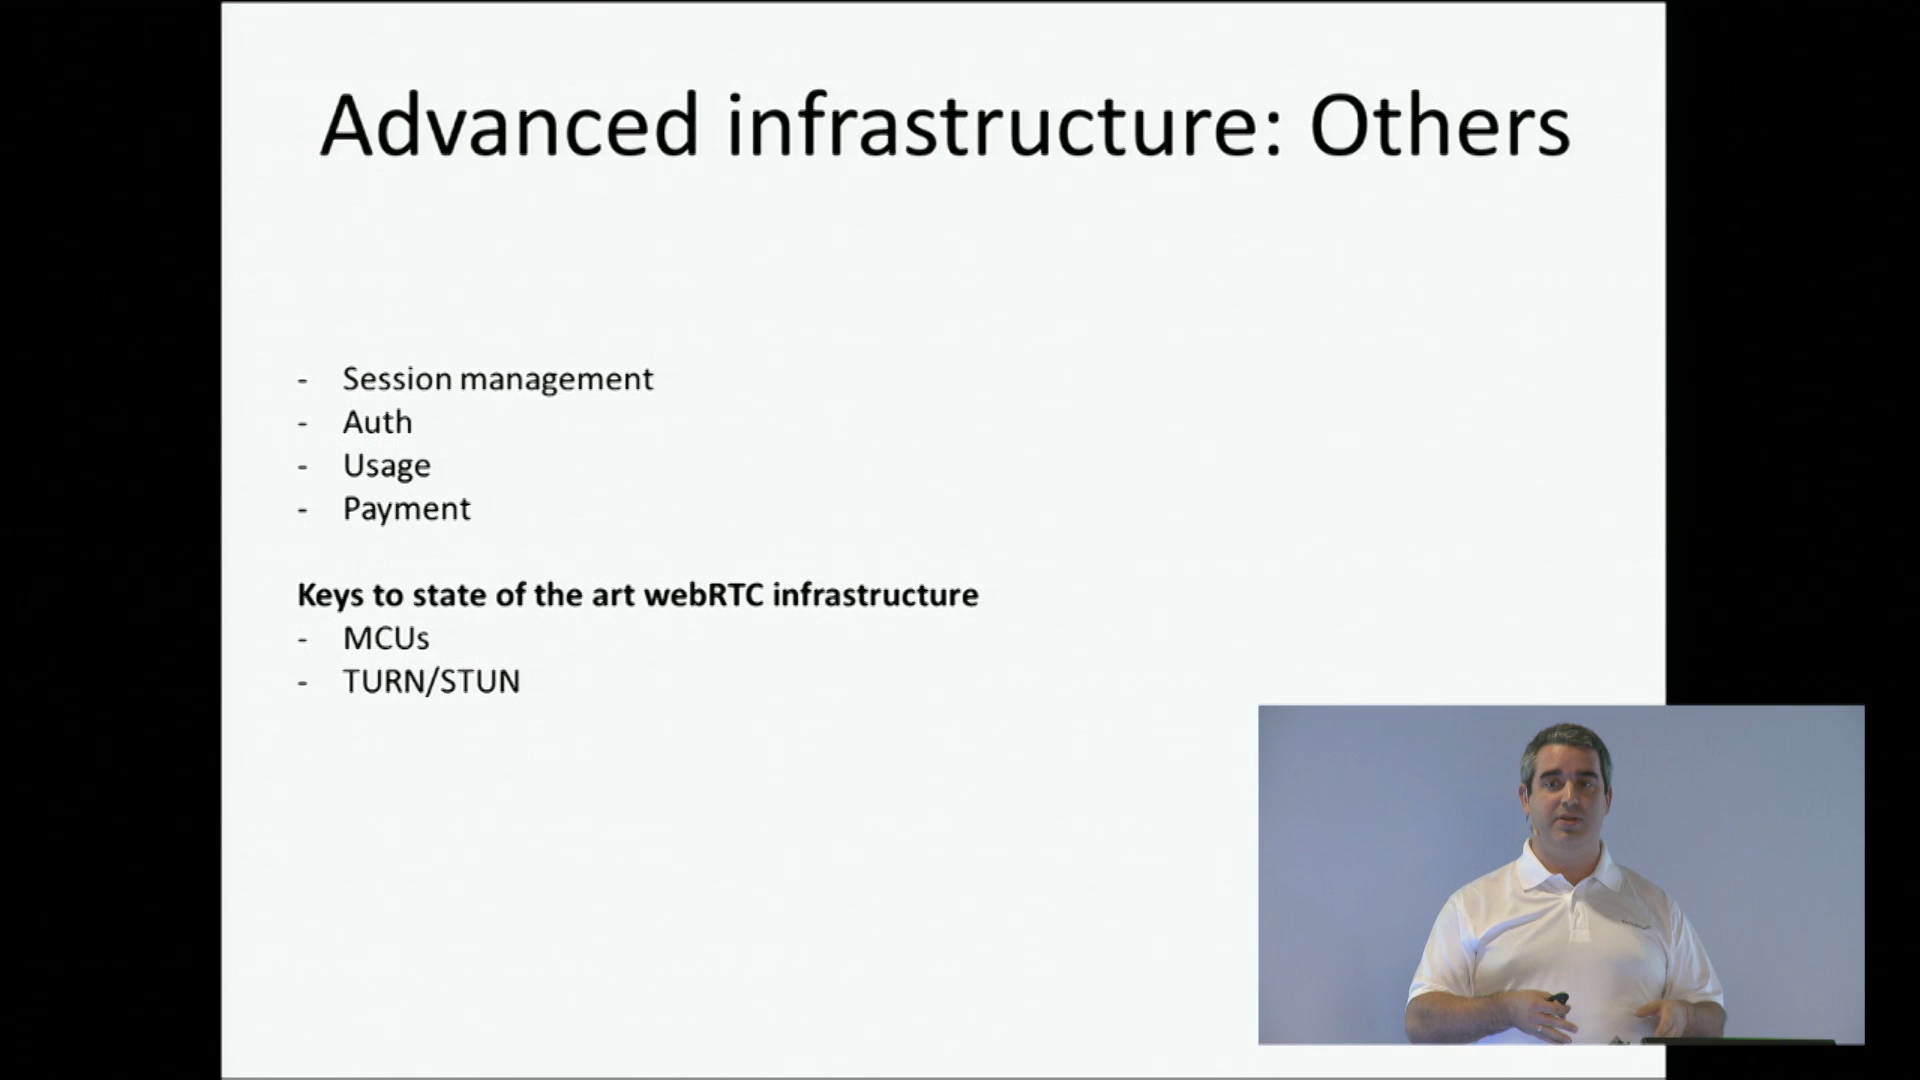 Advanced infrastructure: Others
- Session management
- Auth
- Usage
- Payment
Keys to state of the art webRTC infrastructure
- MCUs
- TURN/STUN